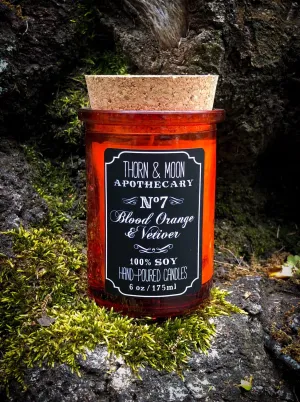 THORN & MOON
APOTHECARY
Nº7
Blood Orange
& Vetiver
100% SOY
HAND-POURED CANDLES
6 oz / 175ml